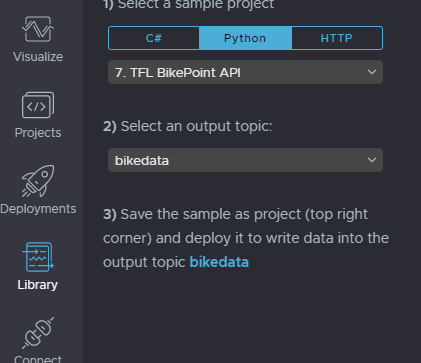 1) Select a sample project
Visualize
C#
Python
HTTP
7. TFL BikePoint API
Projects
2) Select an output topic:
bikedata
Deployments
3) Save the sample as project (top right
corner) and deploy it to write data into the
output topic bikedata
Library
Connect